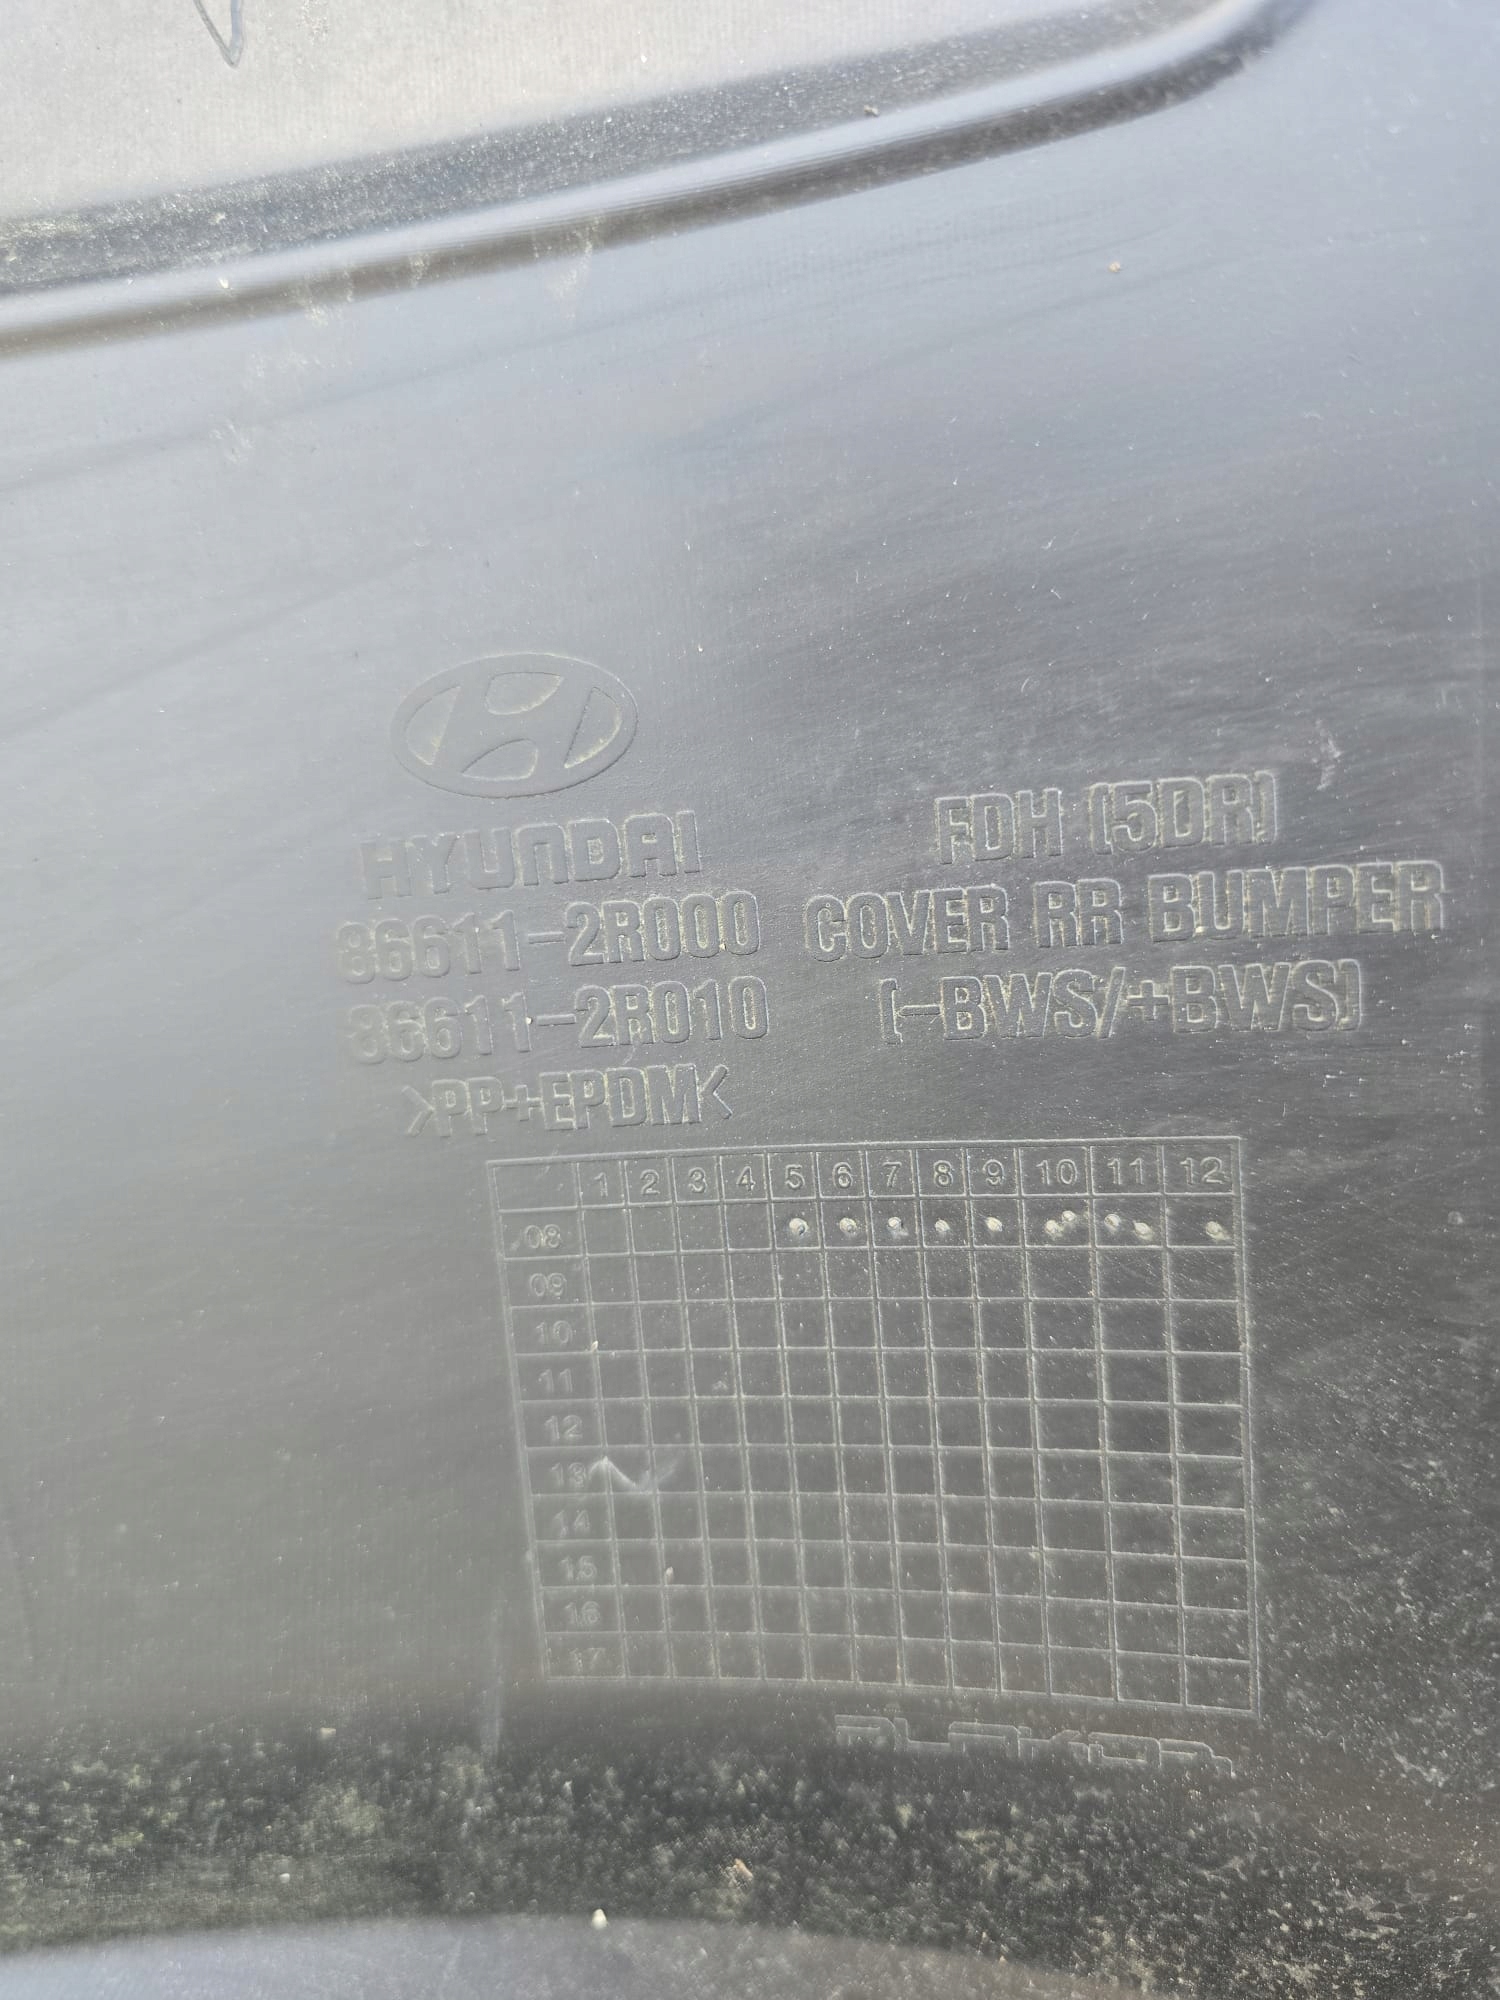 HYUNDAI
FDH (5DR)
86611-2R000 COVER RR BUMPER
86611-2R010 (-BWS/+BWS)
>PP+EPDM<
1 2 3 4 5 6 7 8 9 10 11 12
08
09
10
11
12
13
14
15
16
17
PLAKOR